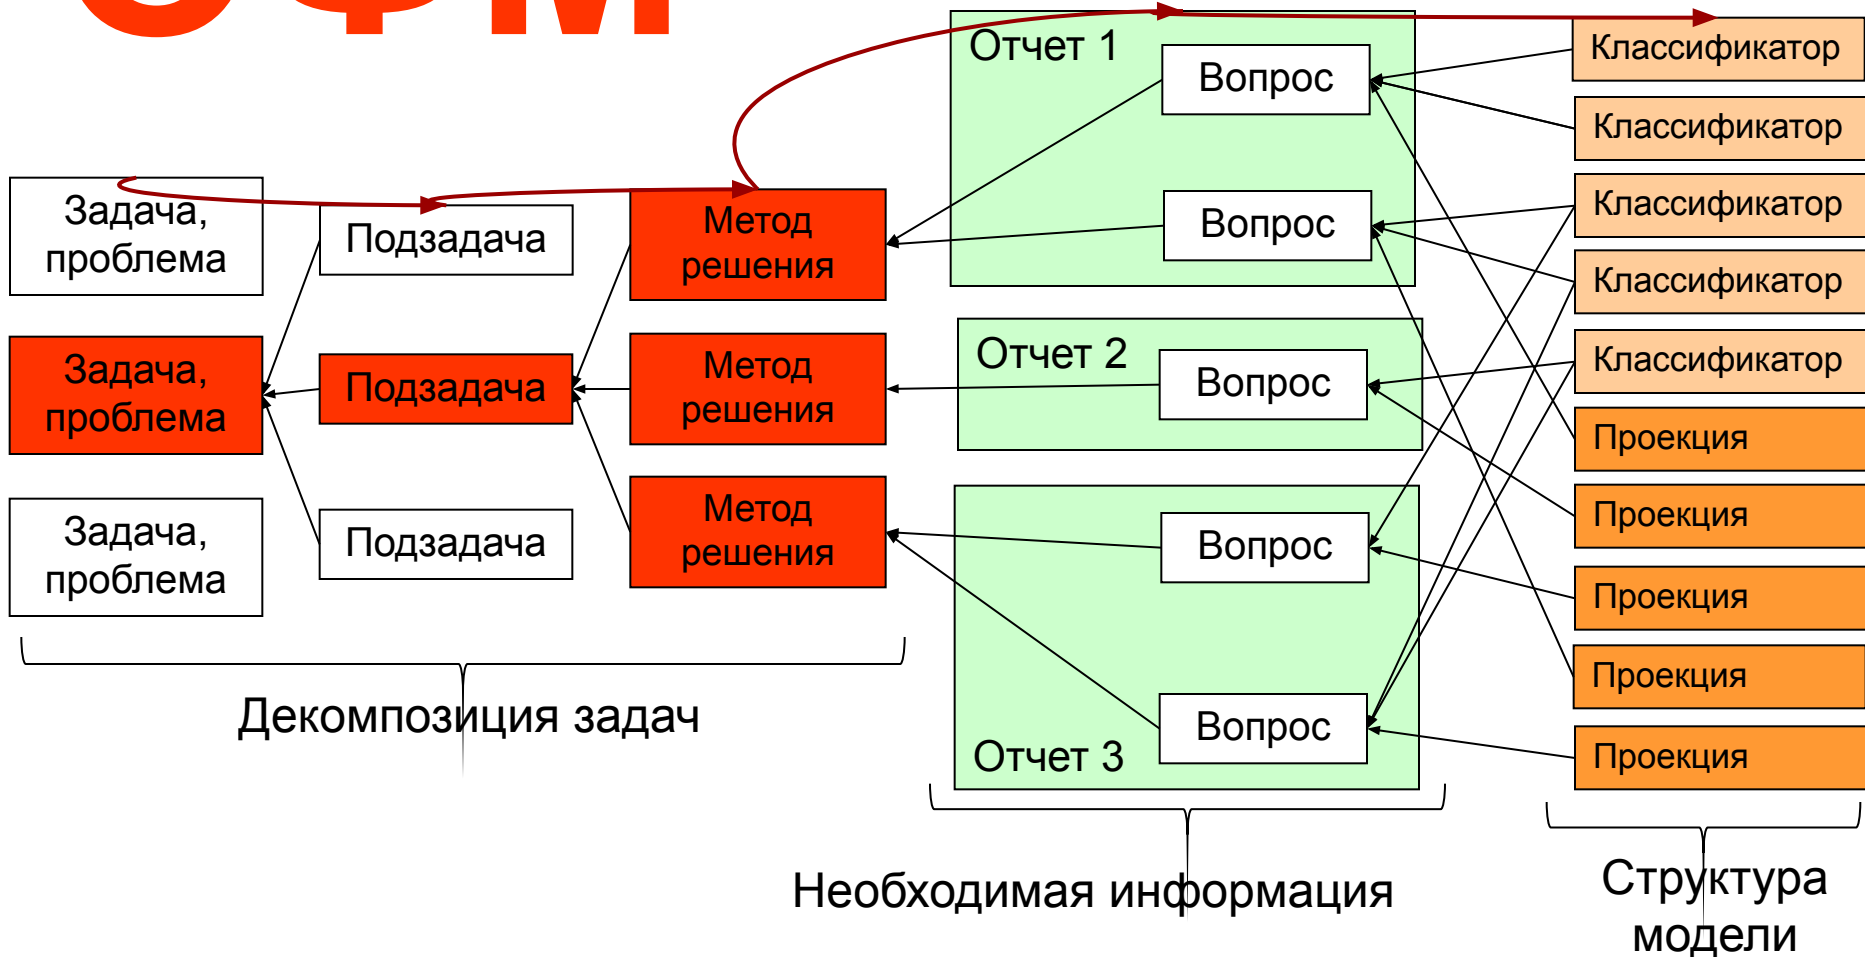 Отчет 1
Вопрос
Вопрос
Отчет 2
Вопрос
Вопрос
Вопрос
Отчет 3
Задача,
проблема
Задача,
проблема
Задача,
проблема
Подзадача
Подзадача
Подзадача
Метод
решения
Метод
решения
Метод
решения
Классификатор
Классификатор
Классификатор
Классификатор
Классификатор
Проекция
Проекция
Проекция
Проекция
Проекция
Декомпозиция задач
Необходимая информация
Структура
модели